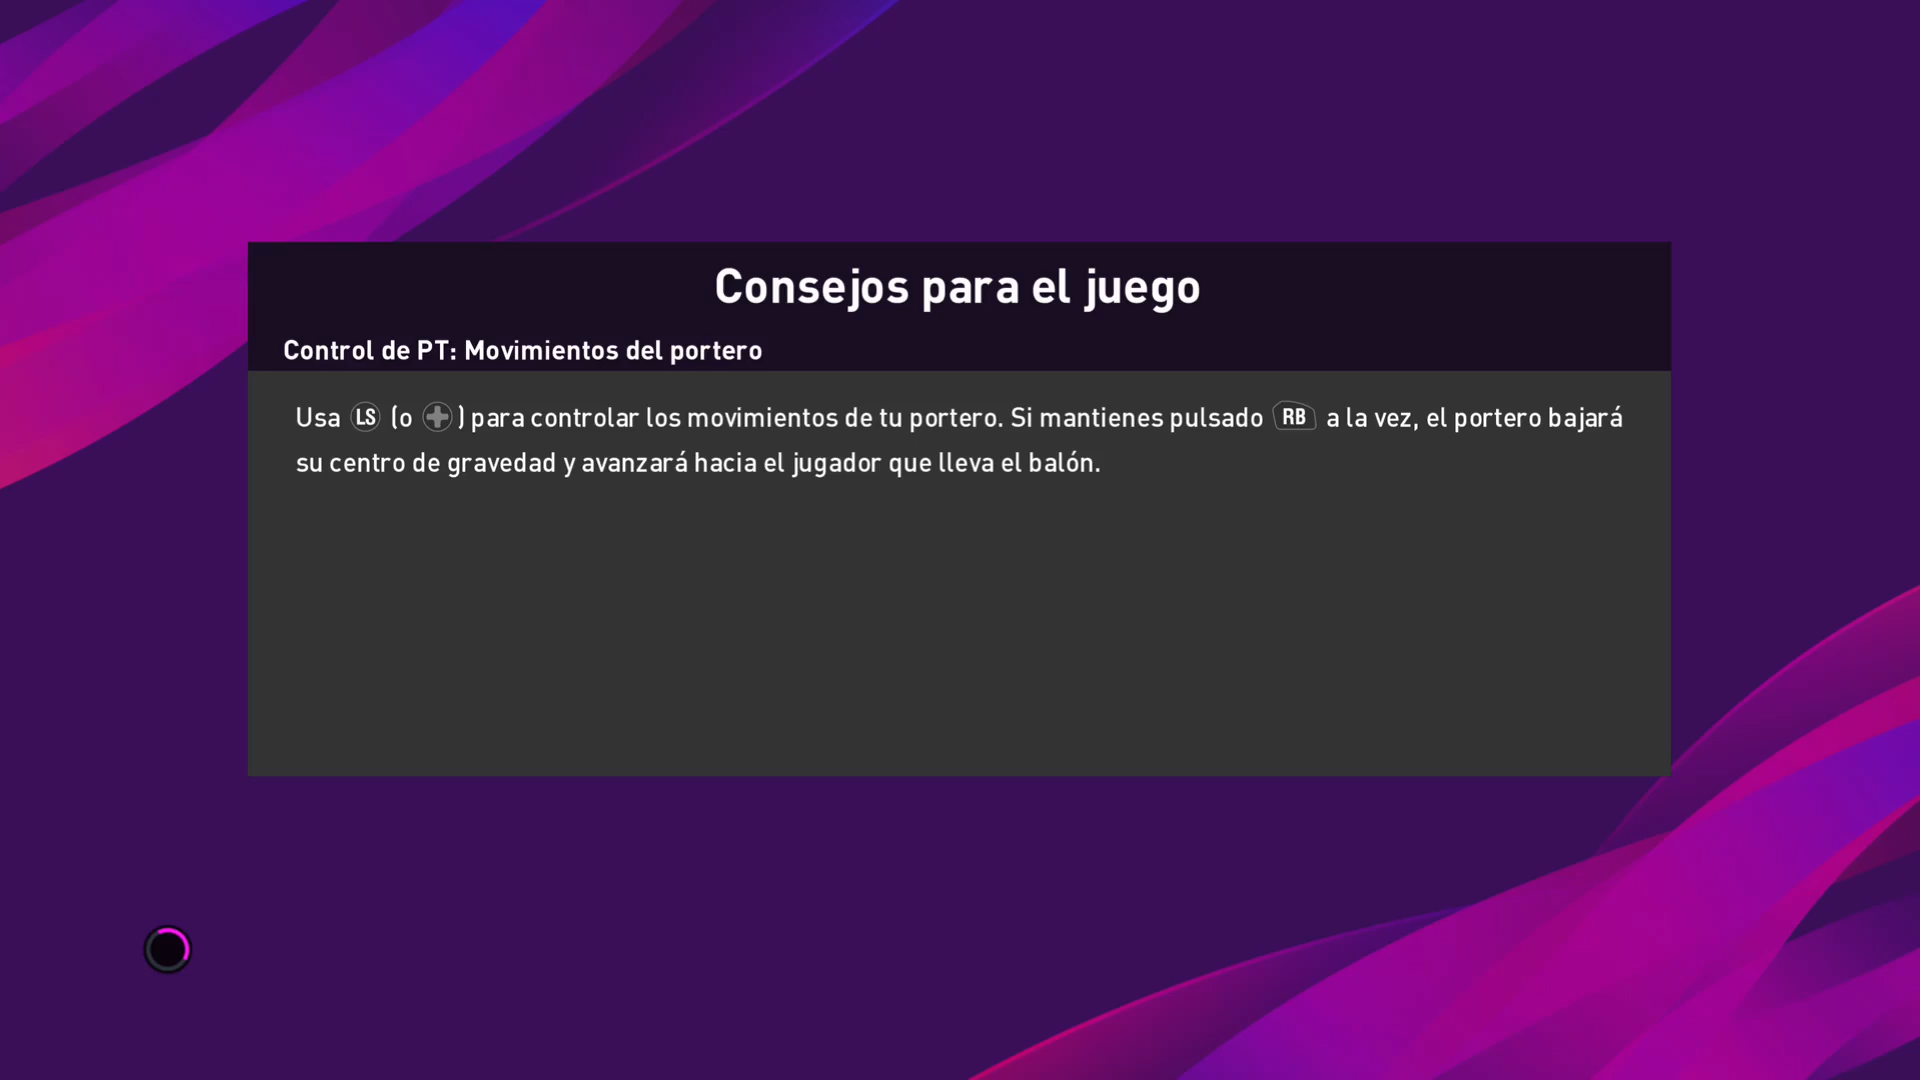 Consejos para el juego
Control de PT: Movimientos del portero
Usa LS (o ) para controlar los movimientos de tu portero. Si mantienes pulsado RB a la vez, el portero bajará
su centro de gravedad y avanzará hacia el jugador que lleva el balón.